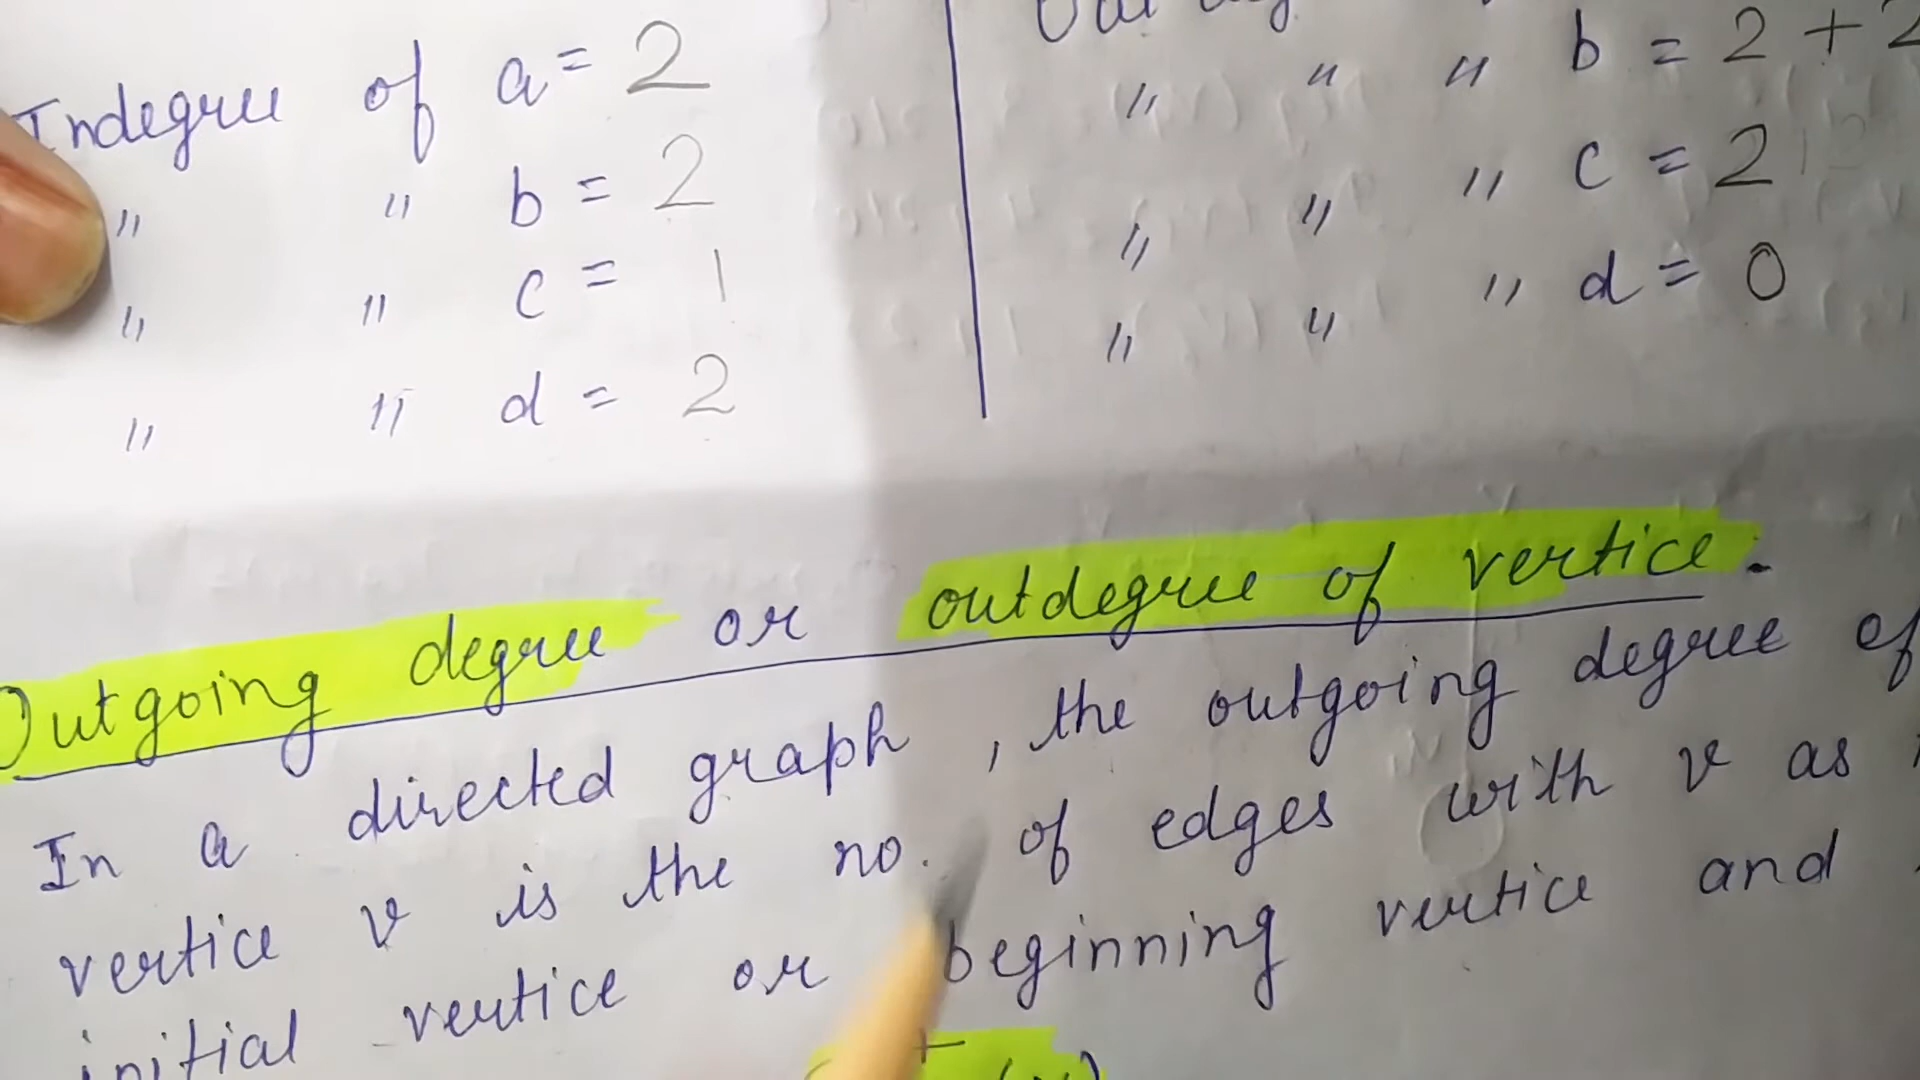 Indegree of a = 2
" " b = 2
" " c = 1
" " d = 2
" " " b = 2 + 2
" " " c = 2
" " " d = 0
Outgoing degree or outdegree of vertice.
In a directed graph, the outgoing degree of
vertice v is the no. of edges with v as
initial vertice or beginning vertice and